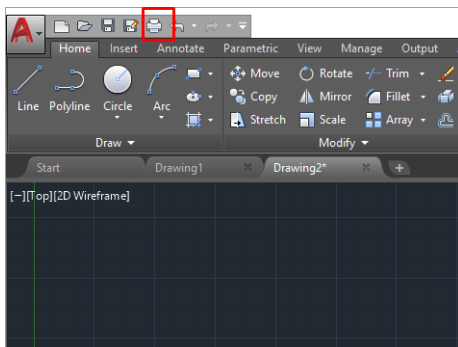 A
Home Insert Annotate Parametric View Manage Output
Line Polyline Circle Arc
Move Rotate Trim
Copy Mirror Fillet
Stretch Scale Array
Draw Modify
Start Drawing1 Drawing2*
[−][Top][2D Wireframe]